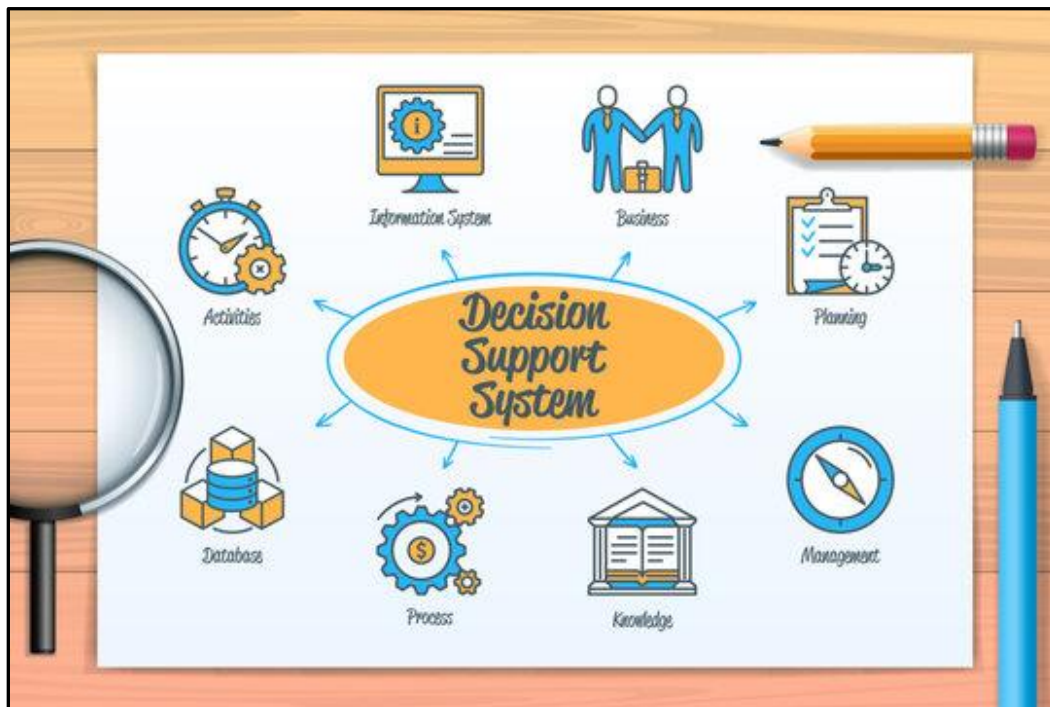 Information System
Business
Activities
Planning
Decision
Support
System
Database
Management
Process
Knowledge